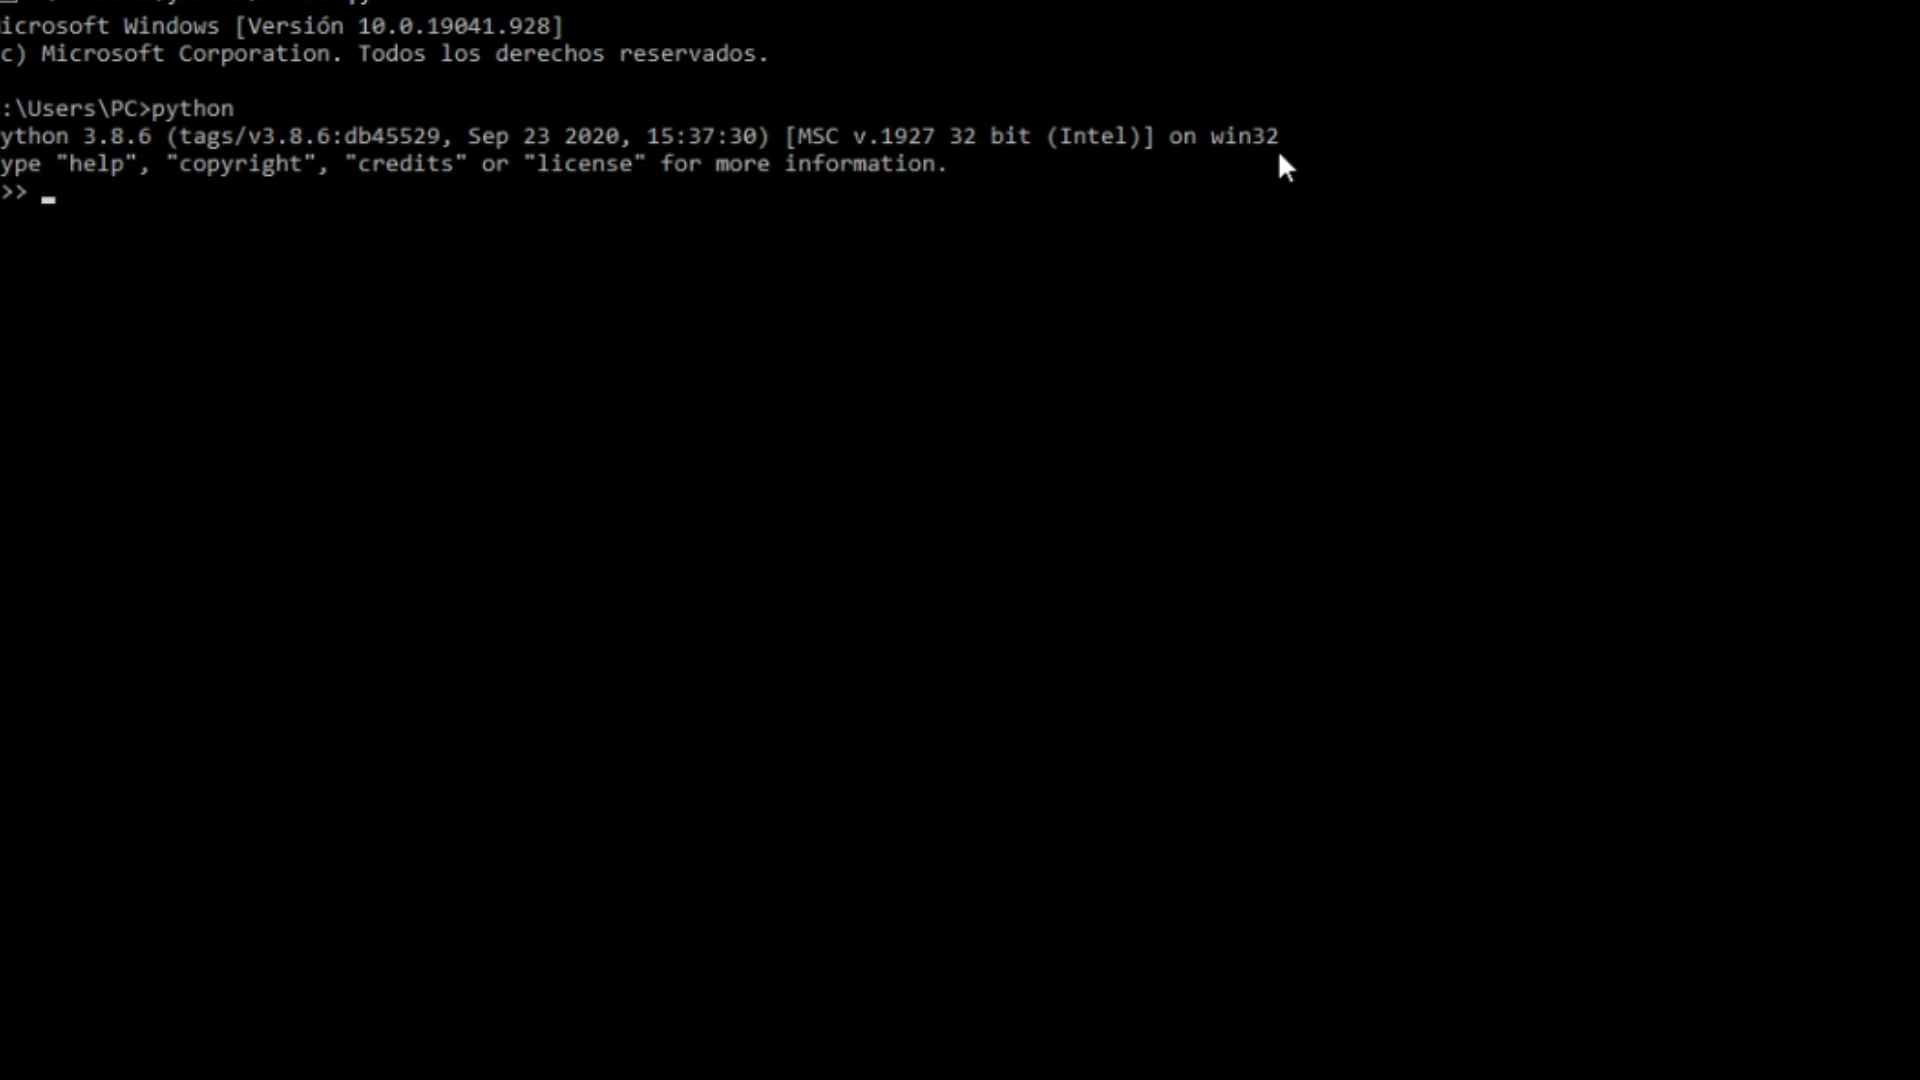 icrosoft Windows [Versión 10.0.19041.928]
c) Microsoft Corporation. Todos los derechos reservados.
:\Users\PC>python
ython 3.8.6 (tags/v3.8.6:db45529, Sep 23 2020, 15:37:30) [MSC v.1927 32 bit (Intel)] on win32
ype "help", "copyright", "credits" or "license" for more information.
>>